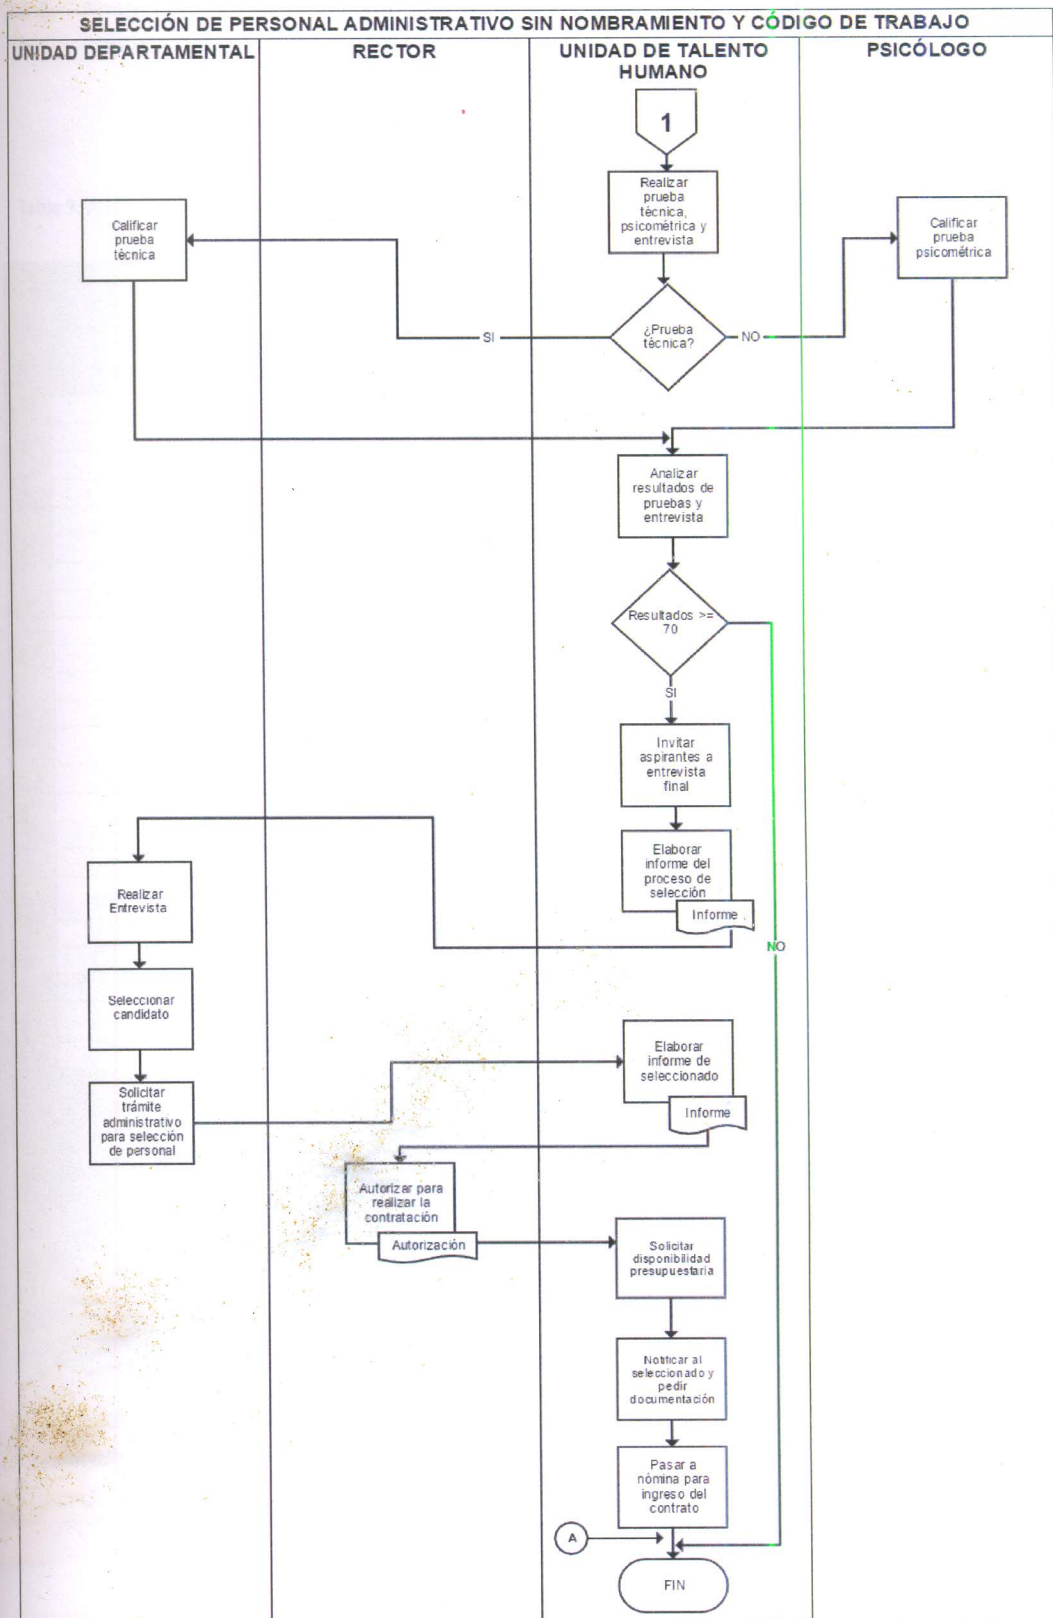 SELECCIÓN DE PERSONAL ADMINISTRATIVO SIN NOMBRAMIENTO Y CÓDIGO DE TRABAJO
UNIDAD DEPARTAMENTAL
RECTOR
UNIDAD DE TALENTO
HUMANO
PSICÓLOGO
1
Realizar
prueba
técnica,
psicométrica y
entrevista
Calificar
prueba
técnica
Calificar
prueba
psicométrica
¿Prueba
técnica?
SI
NO
Analizar
resultados de
pruebas y
entrevista
Resultados >=
70
SI
Invitar
aspirantes a
entrevista
final
Elaborar
informe del
proceso de
selección
Informe
NO
Realizar
Entrevista
Seleccionar
candidato
Solicitar
trámite
administrativo
para selección
de personal
Elaborar
informe de
seleccionado
Informe
Autorizar para
realizar la
contratación
Autorización
Solicitar
disponibilidad
presupuestaria
Notificar al
seleccionado y
pedir
documentación
Pasar a
nómina para
ingreso del
contrato
A
FIN